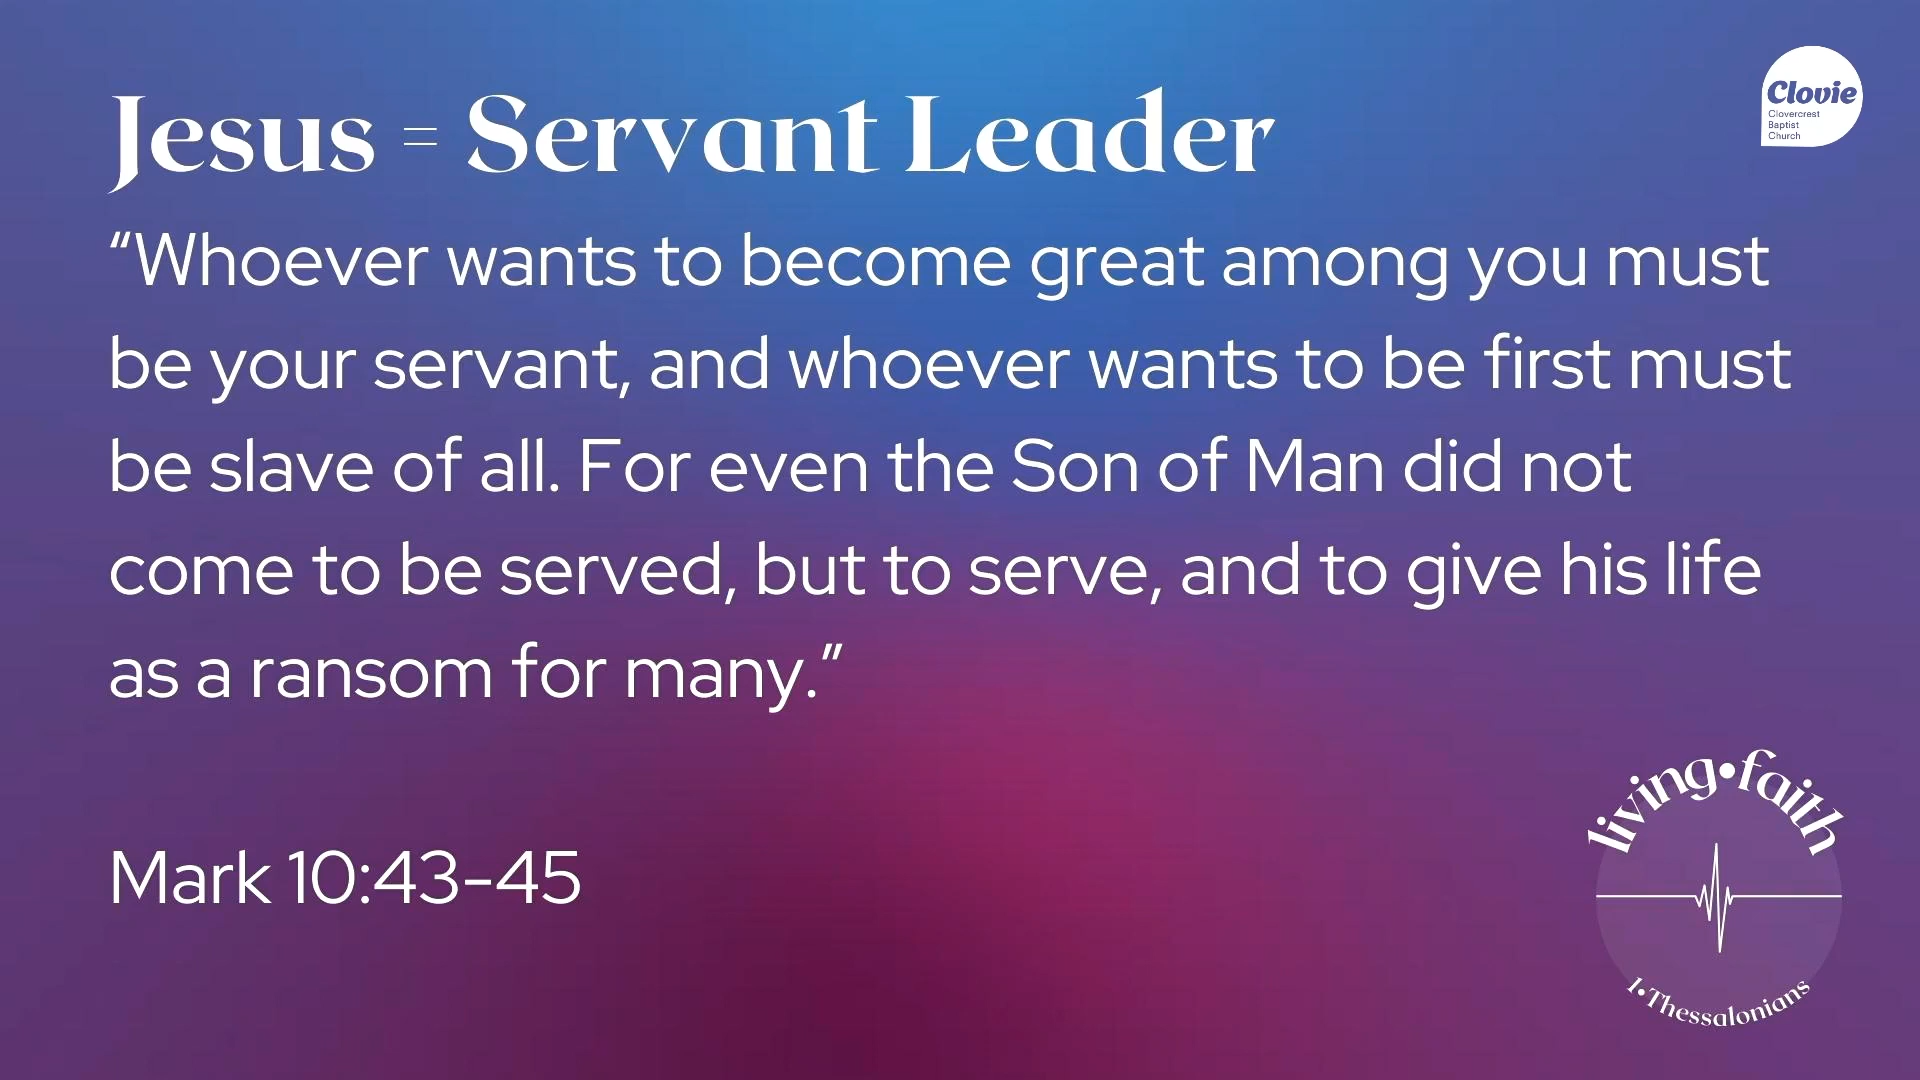 Jesus = Servant Leader
Clovie
Clovercrest
Baptist
Church
“Whoever wants to become great among you must
be your servant, and whoever wants to be first must
be slave of all. For even the Son of Man did not
come to be served, but to serve, and to give his life
as a ransom for many.”
Mark 10:43-45
living•faith
1•Thessalonians